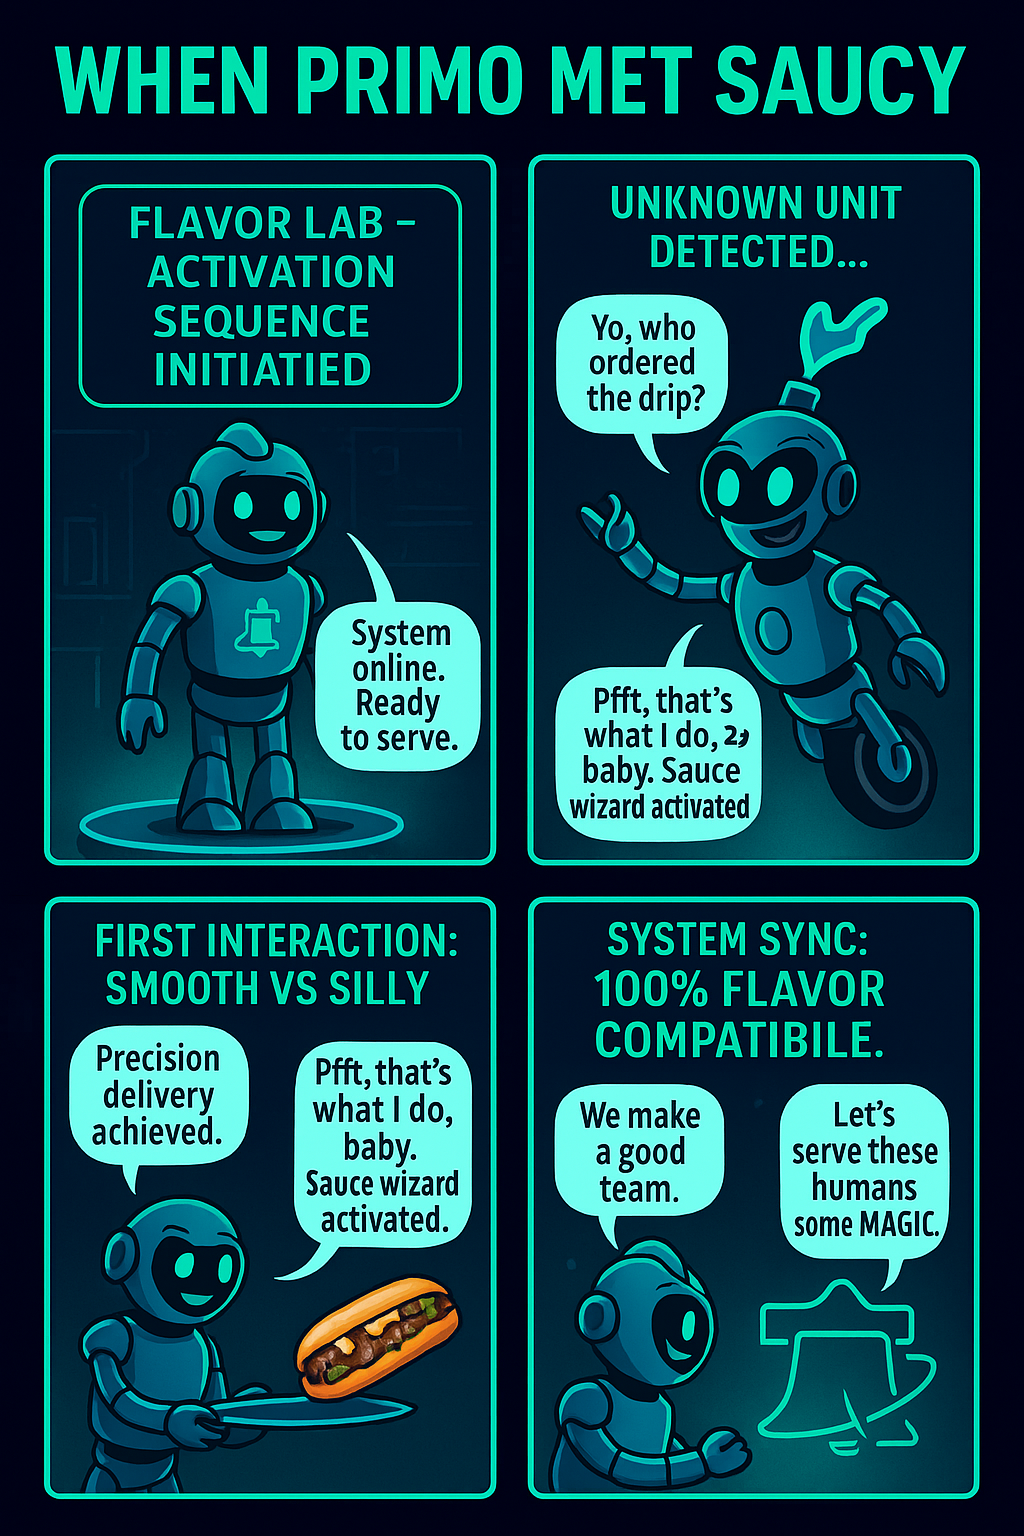 WHEN PRIMO MET SAUCY
FLAVOR LAB –
ACTIVATION
SEQUENCE
INITIATIED
System
online.
Ready
to serve.
UNKNOWN UNIT
DETECTED...
Yo, who
ordered
the drip?
Pfft, that's
what I do, 2,
baby. Sauce
wizard activated
FIRST INTERACTION:
SMOOTH VS SILLY
Precision
delivery
achieved.
Pfft, that's
what I do,
baby.
Sauce wizard
activated.
SYSTEM SYNC:
100% FLAVOR
COMPATIBILE.
We make
a good
team.
Let's
serve these
humans
some MAGIC.